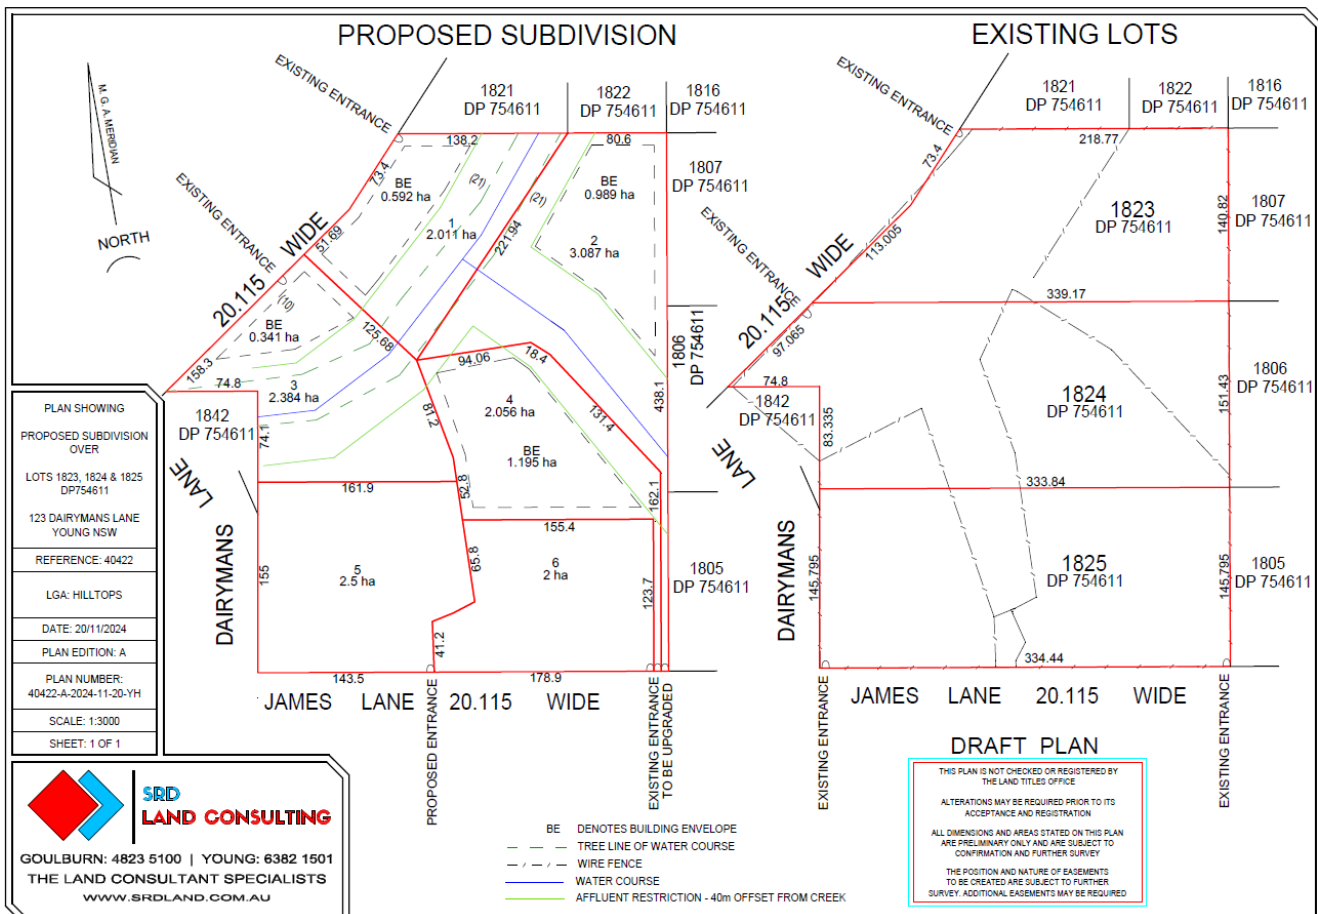 PROPOSED SUBDIVISION
EXISTING LOTS
M. G. A. MERIDIAN
NORTH
EXISTING ENTRANCE
1821
DP 754611
1822
DP 754611
1816
DP 754611
138.2
80.6
1807
DP 754611
73.4
BE
0.592 ha
(21)
(21)
BE
0.989 ha
EXISTING ENTRANCE
51.69
WIDE
20.115
1
2.011 ha
221.94
2
3.087 ha
(10)
BE
0.341 ha
125.68
158.3
74.8
3
2.384 ha
94.06
18.4
1806
DP 754611
438.1
1842
DP 754611
74.1
81.2
4
2.056 ha
131.4
BE
1.195 ha
LANE
161.9
52.8
162.1
155.4
DAIRYMANS
155
5
2.5 ha
65.8
6
2 ha
123.7
1805
DP 754611
41.2
143.5
178.9
JAMES LANE 20.115 WIDE
PROPOSED ENTRANCE
EXISTING ENTRANCE
TO BE UPGRADED
EXISTING ENTRANCE
1821
DP 754611
1822
DP 754611
1816
DP 754611
218.77
73.4
1823
DP 754611
140.82
1807
DP 754611
EXISTING ENTRANCE
WIDE
113.005
20.115
339.17
97.065
74.8
1842
DP 754611
83.335
1824
DP 754611
151.43
1806
DP 754611
LANE
333.84
DAIRYMANS
145.795
1825
DP 754611
145.795
1805
DP 754611
334.44
JAMES LANE 20.115 WIDE
EXISTING ENTRANCE
EXISTING ENTRANCE
PLAN SHOWING
PROPOSED SUBDIVISION
OVER
LOTS 1823, 1824 & 1825
DP754611
123 DAIRYMANS LANE
YOUNG NSW
REFERENCE: 40422
LGA: HILLTOPS
DATE: 20/11/2024
PLAN EDITION: A
PLAN NUMBER:
40422-A-2024-11-20-YH
SCALE: 1:3000
SHEET: 1 OF 1
SRD
LAND CONSULTING
GOULBURN: 4823 5100 | YOUNG: 6382 1501
THE LAND CONSULTANT SPECIALISTS
WWW.SRDLAND.COM.AU
BE DENOTES BUILDING ENVELOPE
TREE LINE OF WATER COURSE
WIRE FENCE
WATER COURSE
AFFLUENT RESTRICTION - 40m OFFSET FROM CREEK
DRAFT PLAN
THIS PLAN IS NOT CHECKED OR REGISTERED BY
THE LAND TITLES OFFICE
ALTERATIONS MAY BE REQUIRED PRIOR TO ITS
ACCEPTANCE AND REGISTRATION
ALL DIMENSIONS AND AREAS STATED ON THIS PLAN
ARE PRELIMINARY ONLY AND ARE SUBJECT TO
CONFIRMATION AND FURTHER SURVEY
THE POSITION AND NATURE OF EASEMENTS
TO BE CREATED ARE SUBJECT TO FURTHER
SURVEY. ADDITIONAL EASEMENTS MAY BE REQUIRED